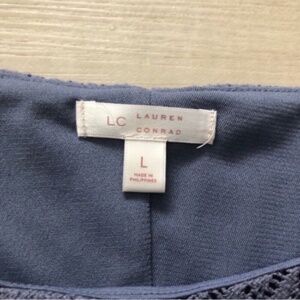 LC LAUREN
CONRAD
L
MADE IN
PHILIPPINES